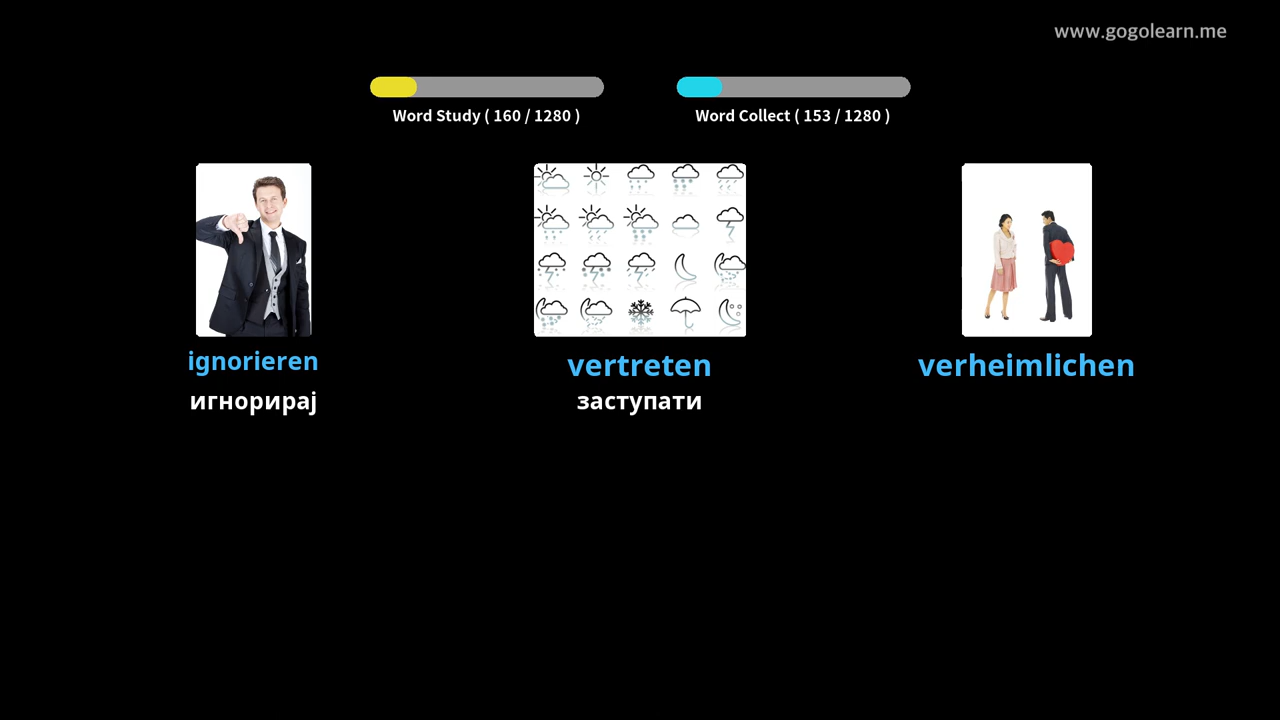 www.gogolearn.me
Word Study ( 160 / 1280 )
Word Collect ( 153 / 1280 )
ignorieren
vertreten
verheimlichen
игнорирај
заступати